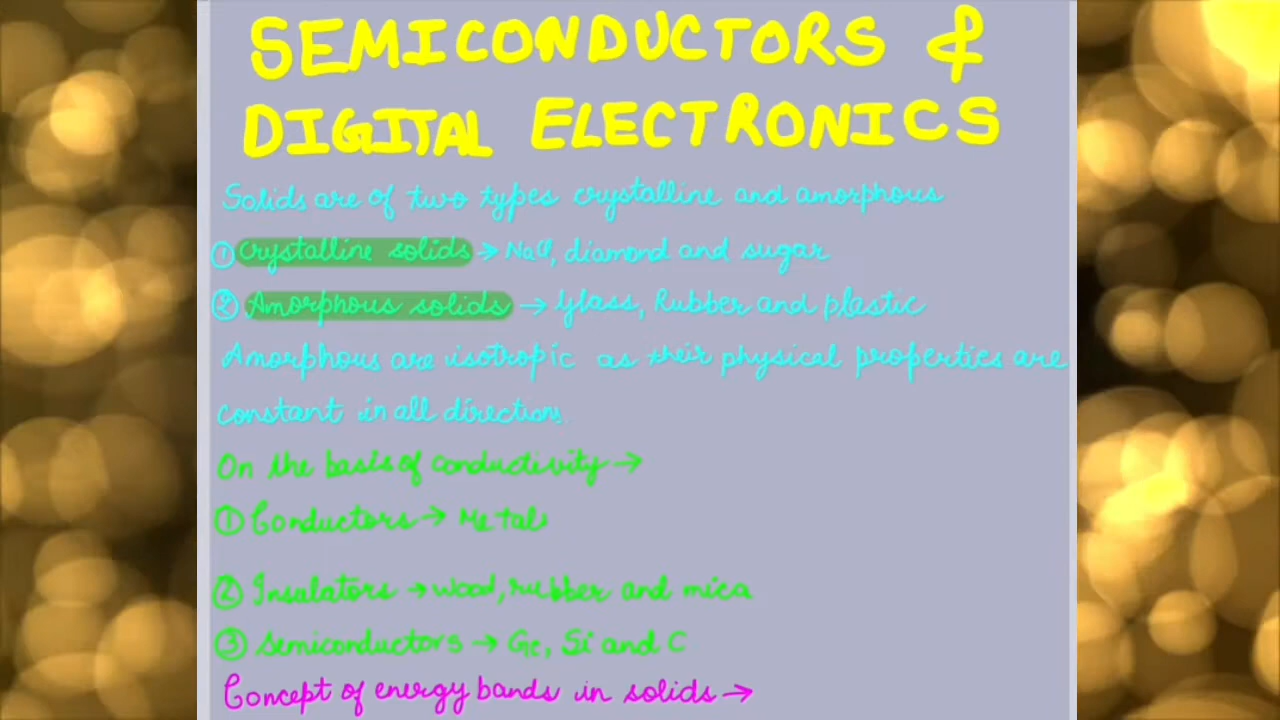 SEMICONDUCTORS &
DIGITAL ELECTRONICS
Solids are of two types crystalline and amorphous
① Crystalline solids → NaCl, diamond and sugar
② Amorphous solids → Glass, Rubber and plastic
Amorphous are isotropic as their physical properties are
constant in all directions.
On the basis of conductivity →
① Conductors → Metals
② Insulators → wood, rubber and mica
③ Semiconductors → Ge, Si and C
Concept of energy bands in solids →